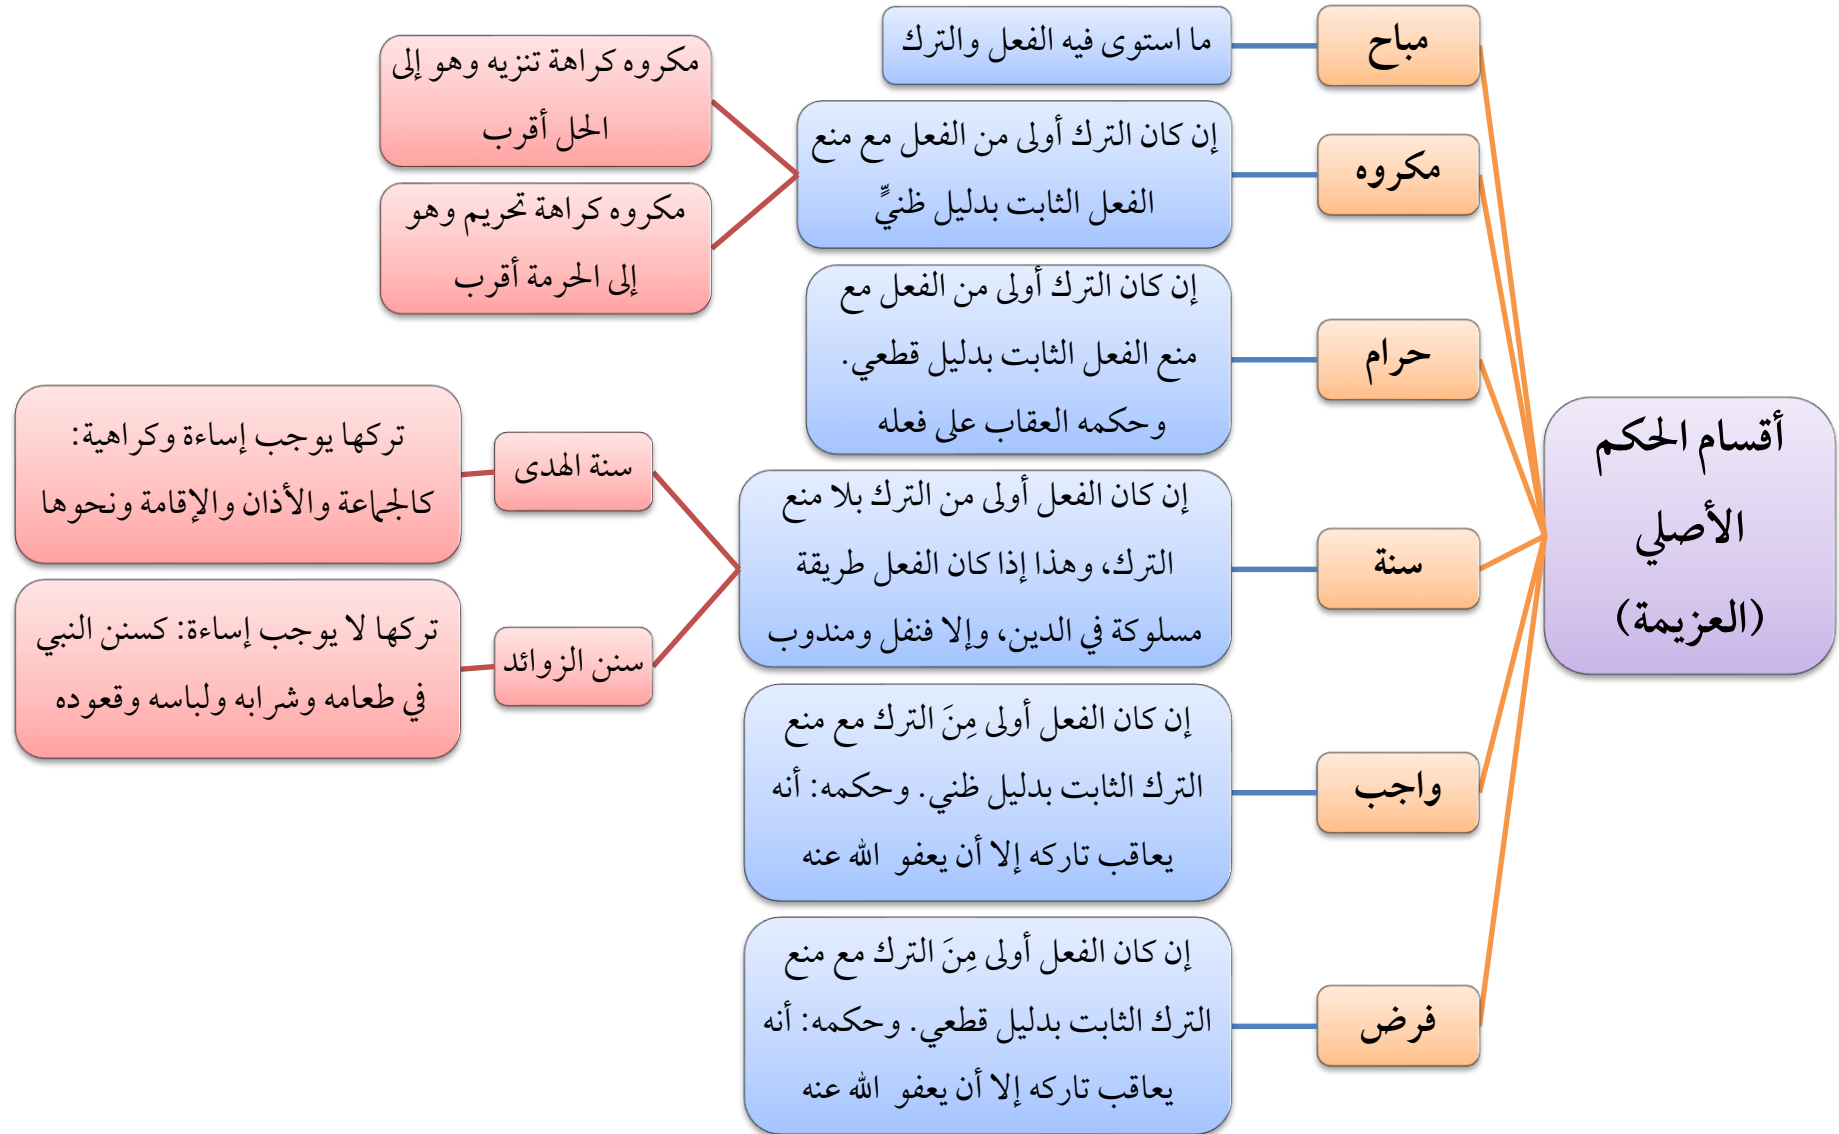 أقسام الحكم
الأصلي
(العزيمة)
مباح
ما استوى فيه الفعل والترك
مكروه
إن كان الترك أولى من الفعل مع منع
الفعل الثابت بدليل ظنيٍّ
مكروه كراهة تنزيه وهو إلى
الحل أقرب
مكروه كراهة تحريم وهو
إلى الحرمة أقرب
حرام
إن كان الترك أولى من الفعل مع
منع الفعل الثابت بدليل قطعي.
وحكمه العقاب على فعله
سنة
إن كان الفعل أولى من الترك بلا منع
الترك، وهذا إذا كان الفعل طريقة
مسلوكة في الدين، وإلا فنفل ومندوب
سنة الهدى
تركها يوجب إساءة وكراهية:
كالجماعة والأذان والإقامة ونحوها
سنن الزوائد
تركها لا يوجب إساءة: كسنن النبي
في طعامه وشرابه ولباسه وقعوده
واجب
إن كان الفعل أولى مِنَ الترك مع منع
الترك الثابت بدليل ظني. وحكمه: أنه
يعاقب تاركه إلا أن يعفو الله عنه
فرض
إن كان الفعل أولى مِنَ الترك مع منع
الترك الثابت بدليل قطعي. وحكمه: أنه
يعاقب تاركه إلا أن يعفو الله عنه